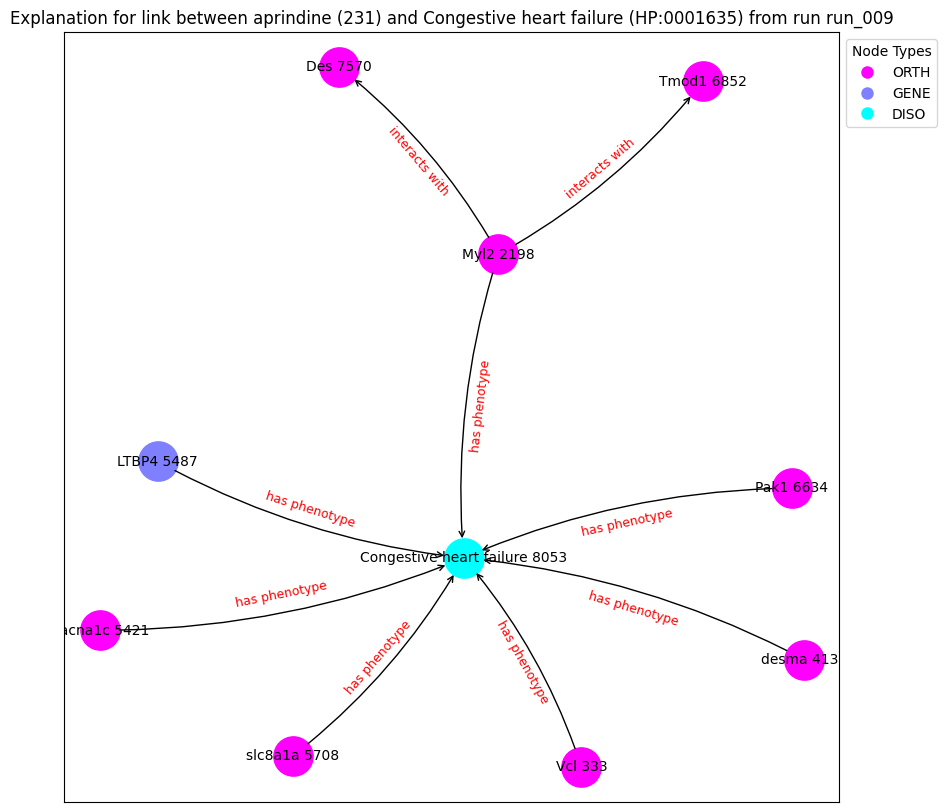 Explanation for link between aprindine (231) and Congestive heart failure (HP:0001635) from run run_009
Node Types
ORTH
GENE
DISO
Des 7570
Tmod1 6852
interacts with
interacts with
Myl2 2198
has phenotype
LTBP4 5487
Pak1 6634
has phenotype
has phenotype
Congestive heart failure 8053
has phenotype
has phenotype
acna1c 5421
has phenotype
has phenotype
desma 413
slc8a1a 5708
Vcl 333